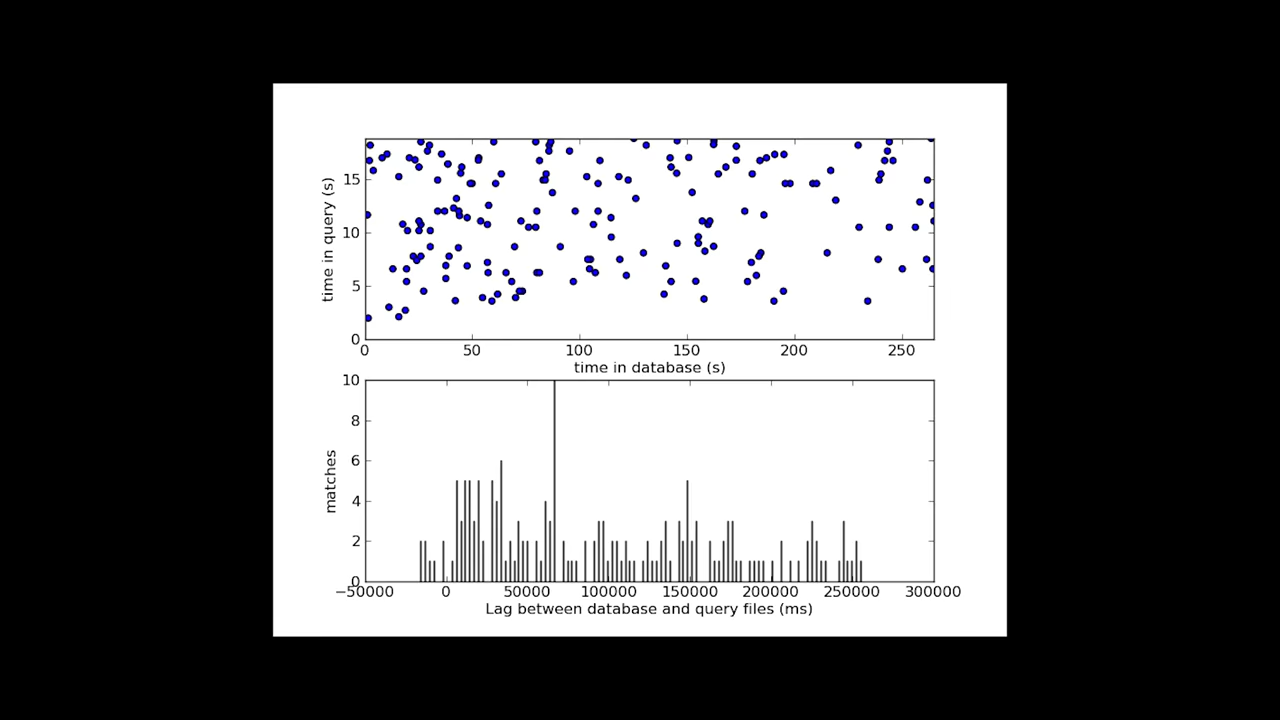 time in query (s)
15
10
5
0
0 50 100 150 200 250
time in database (s)
matches
10
8
6
4
2
0
−50000 0 50000 100000 150000 200000 250000 300000
Lag between database and query files (ms)